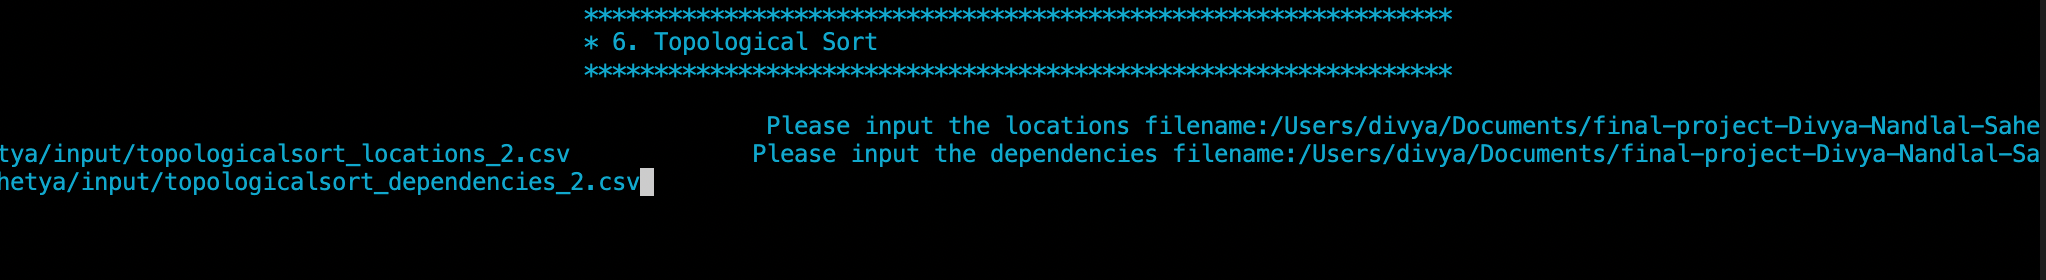 **************************************************************
* 6. Topological Sort
**************************************************************
Please input the locations filename:/Users/divya/Documents/final-project-Divya-Nandlal-Sahe
tya/input/topologicalsort_locations_2.csv Please input the dependencies filename:/Users/divya/Documents/final-project-Divya-Nandlal-Sa
hetya/input/topologicalsort_dependencies_2.csv